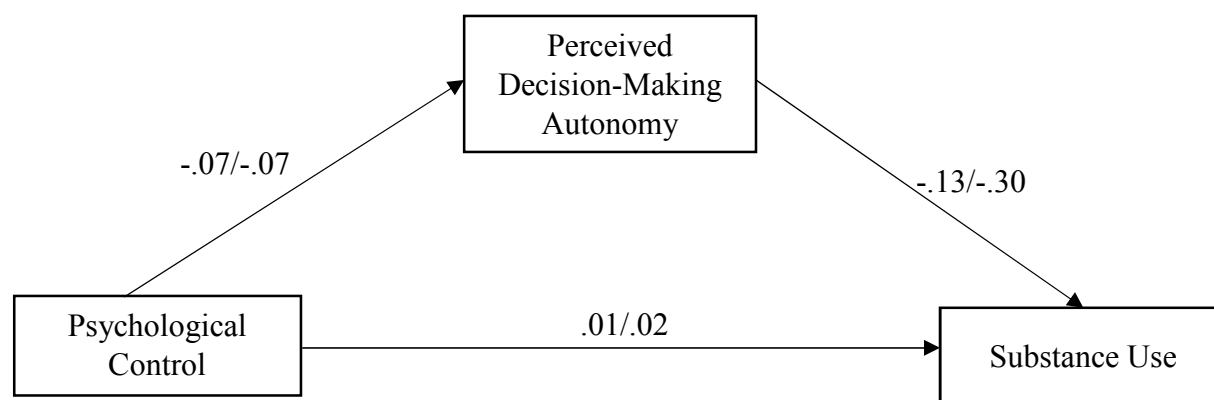 Perceived
Decision-Making
Autonomy
-.07/-.07
-.13/-.30
Psychological
Control
.01/.02
Substance Use